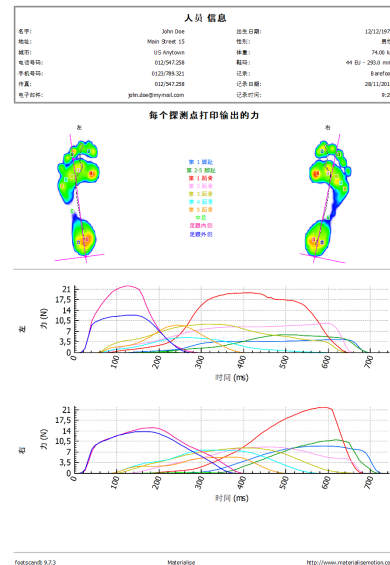 人员 信息
名字: John Doe 出生日期: 12/12/197
地址: Main Street 15 性别: 男性
城市: US Anytown 体重: 74.00 k
电话号码: 012/547.258 鞋码: 44 EU - 293.0 mm
手机号码: 0123/789.321 记录: Barefoo
传真: 012/547.258 记录日期: 28/11/201
电子邮件: john.doe@mymail.com 记录时间: 9:2
每个探测点打印输出的力
左 右
第 1 脚趾
第 2-5 脚趾
第 1 跖骨
第 2 跖骨
第 3 跖骨
第 4 跖骨
第 5 跖骨
中足
足跟内侧
足跟外侧
左
力 (N)
21
17,5
14
10,5
7
3,5
0
0 100 200 300 400 500 600 700
时间 (ms)
右
力 (N)
21
17,5
14
10,5
7
3,5
0
0 100 200 300 400 500 600 700
时间 (ms)
footscan® 9.7.3 Materialise http://www.materialisemotion.co